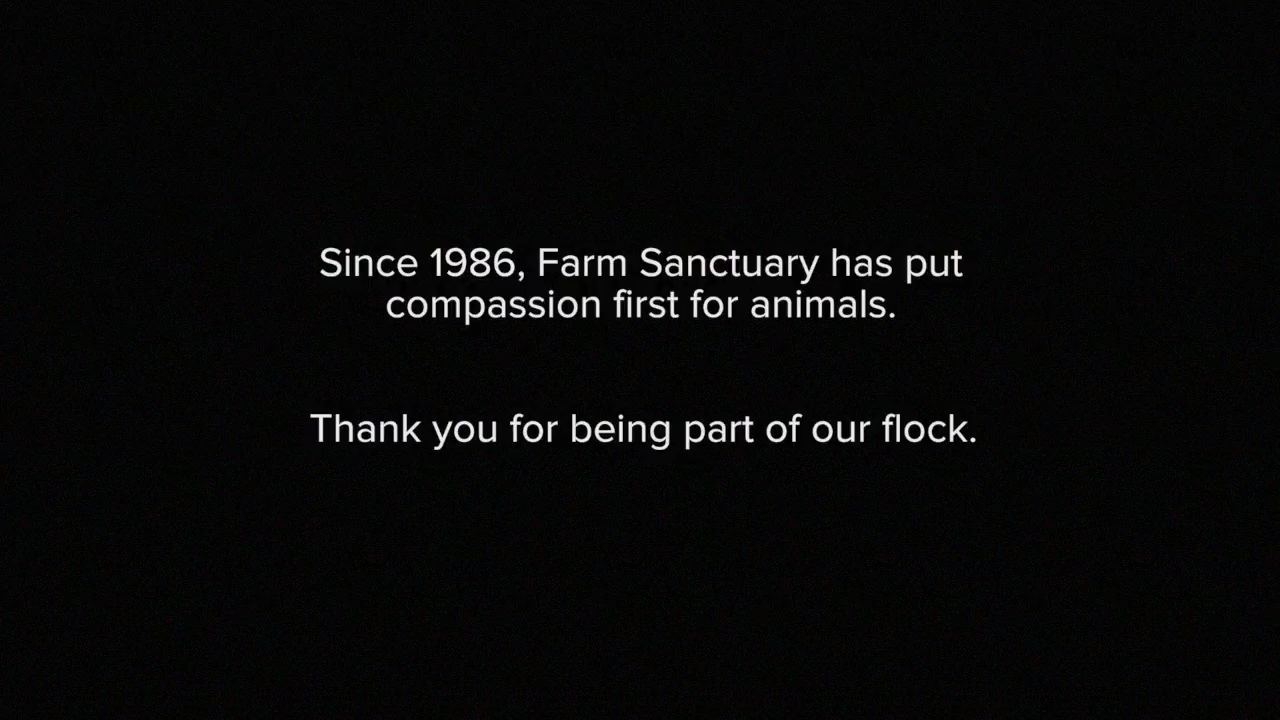 Since 1986, Farm Sanctuary has put
compassion first for animals.
Thank you for being part of our flock.